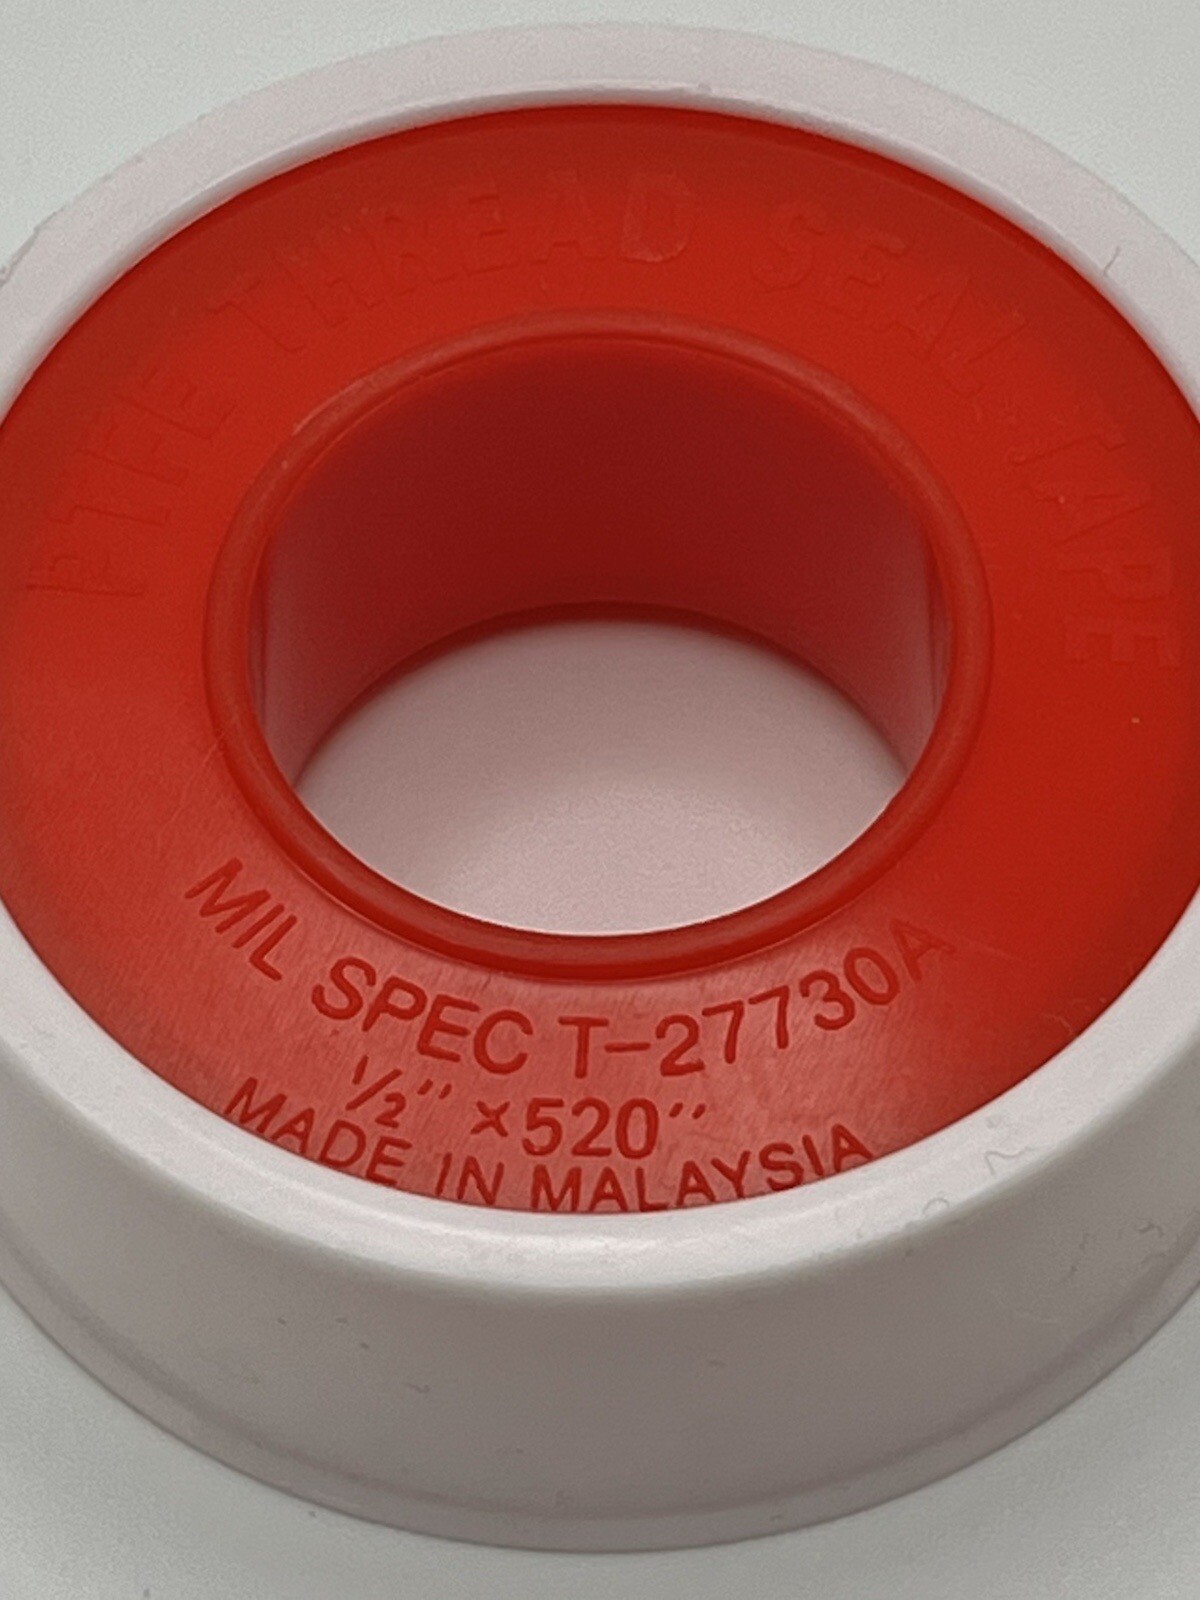 PTFE THREAD SEAL TAPE
MIL SPEC T-27730A
½" ×520"
MADE IN MALAYSIA